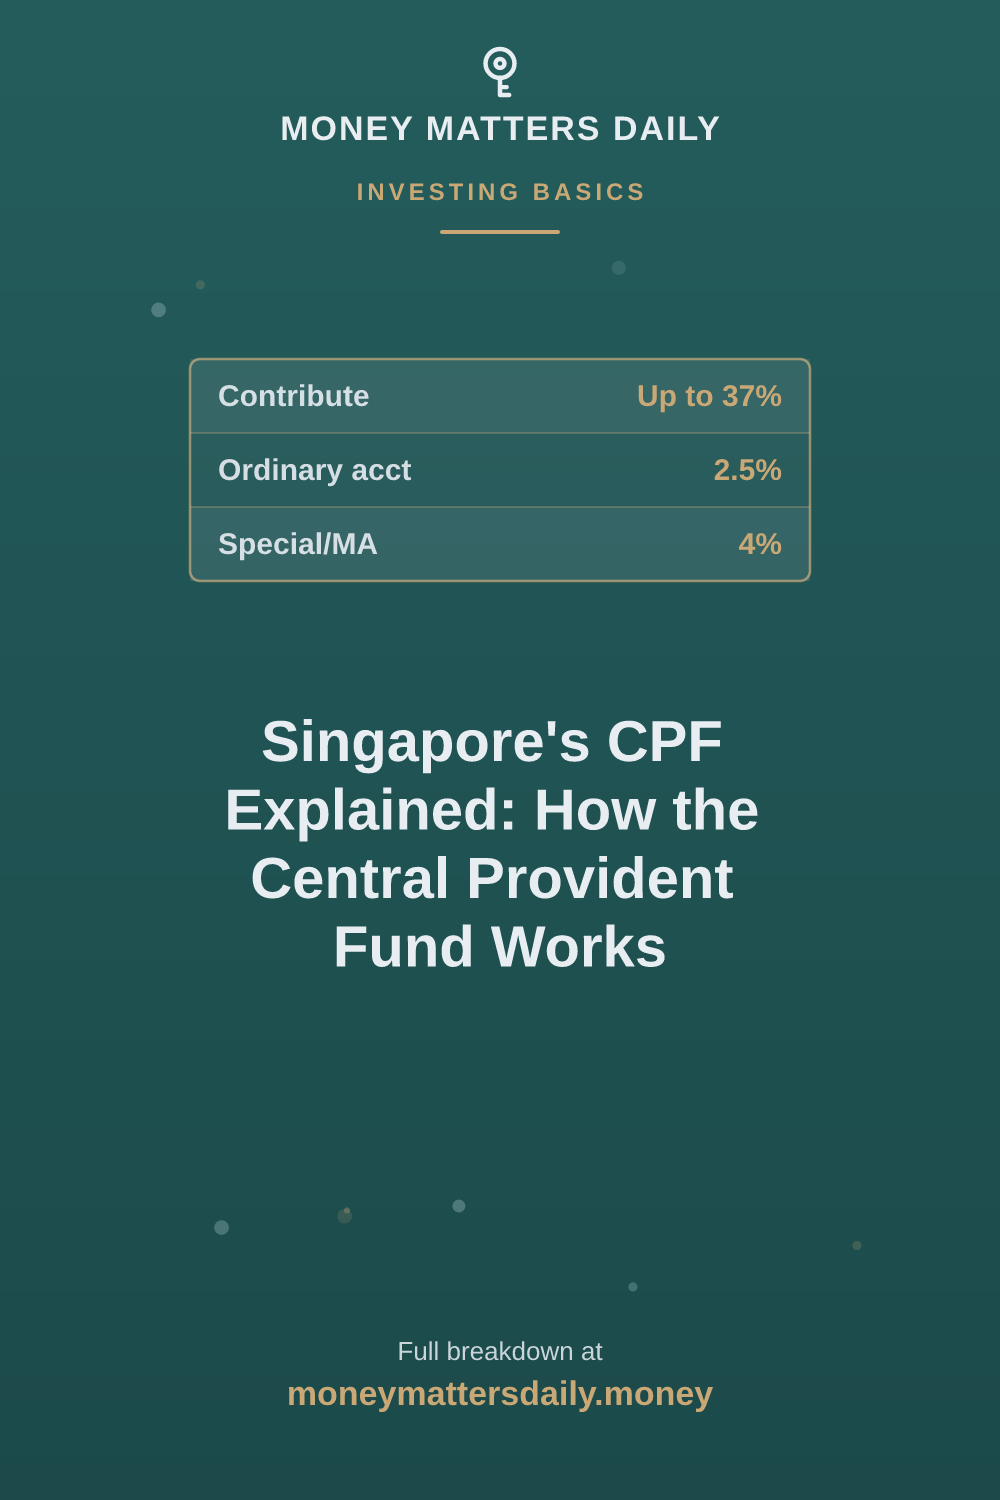 MONEY MATTERS DAILY
INVESTING BASICS
Contribute Up to 37%
Ordinary acct 2.5%
Special/MA 4%
Singapore's CPF
Explained: How the
Central Provident
Fund Works
Full breakdown at
moneymattersdaily.money